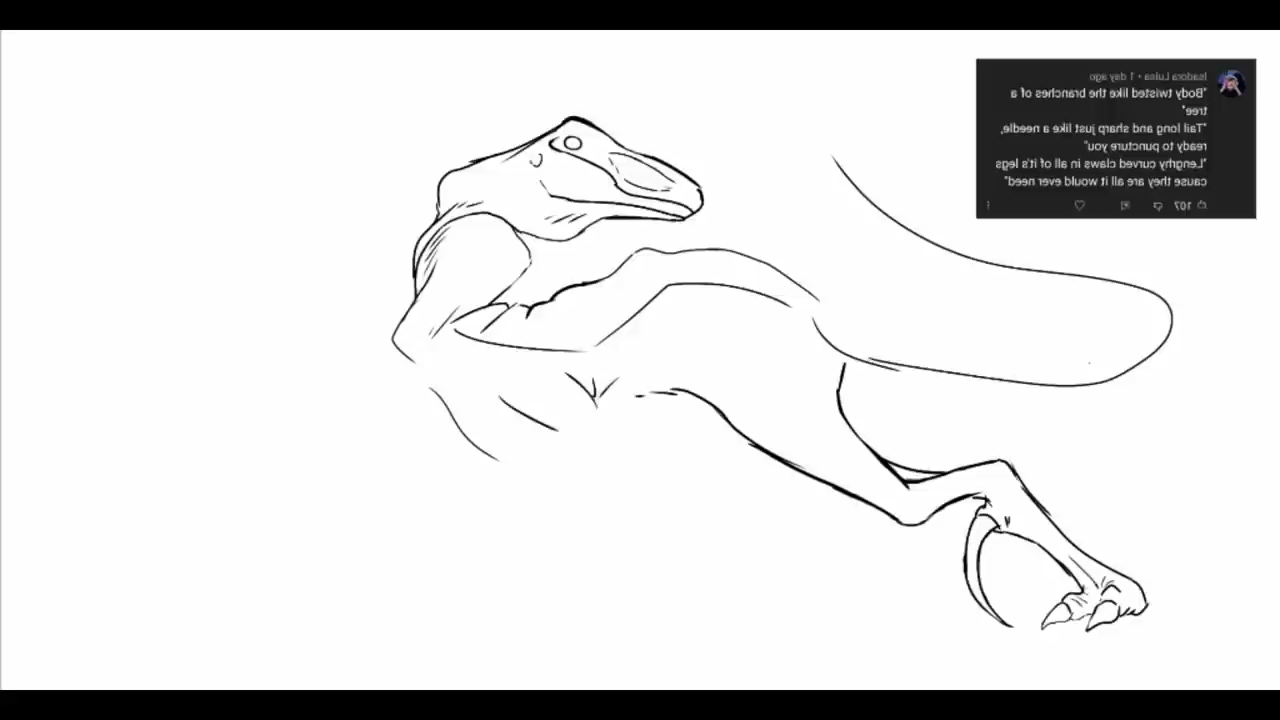 Isadora Luisa • 1 day ago
"Body twisted like the branches of a
tree"
"Tail long and sharp just like a needle,
ready to puncture you"
"Lengrhy curved claws in all of it's legs
cause they are all it would ever need"
107